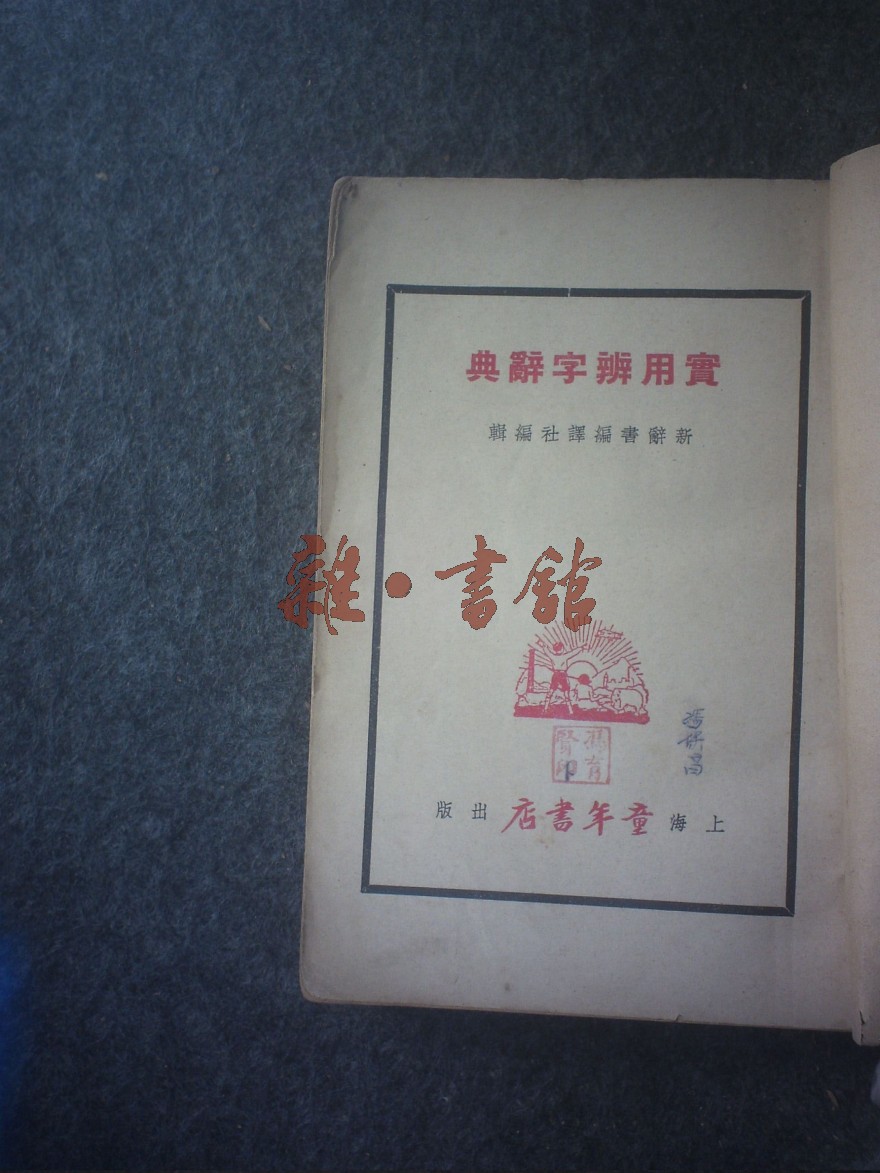 實用辨字辭典
新辭書編譯社編輯
雜·書館
上海童年書店出版